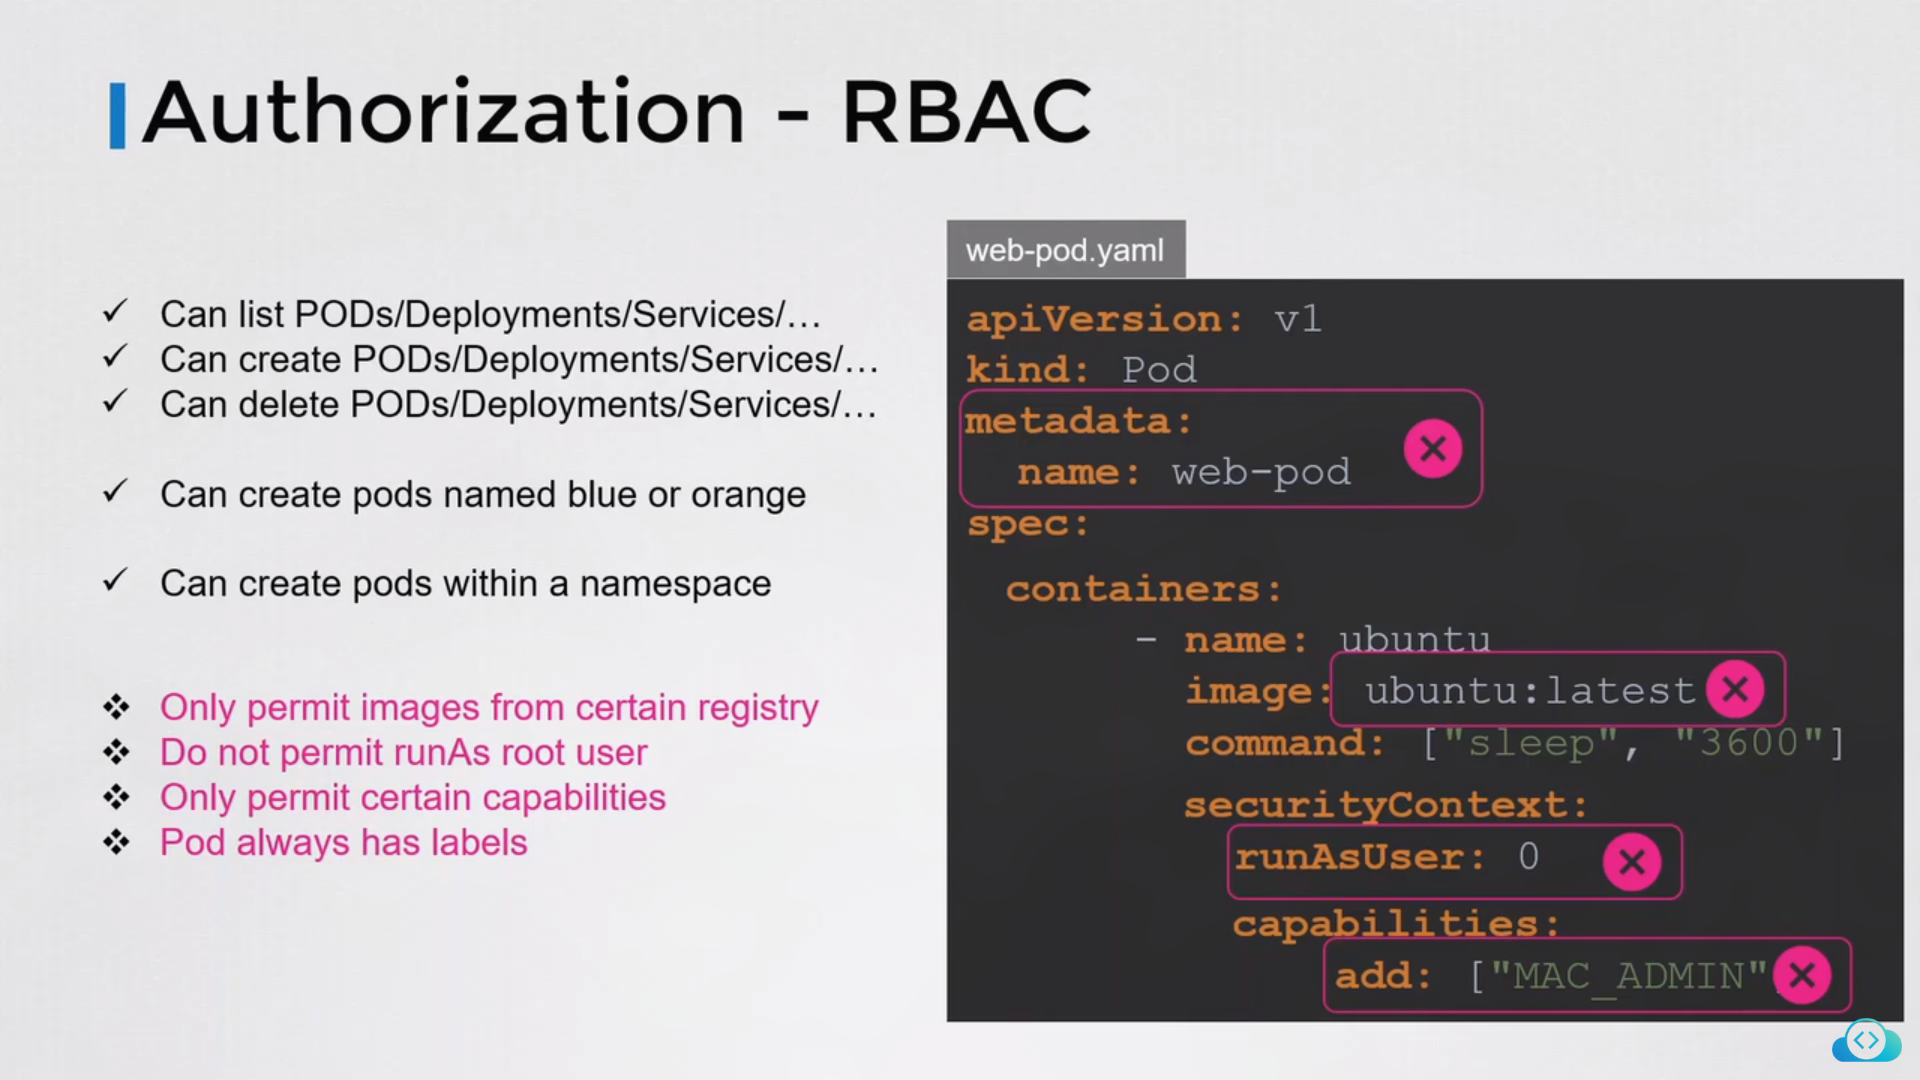 Authorization - RBAC
Can list PODs/Deployments/Services/…
Can create PODs/Deployments/Services/…
Can delete PODs/Deployments/Services/…
Can create pods named blue or orange
Can create pods within a namespace
Only permit images from certain registry
Do not permit runAs root user
Only permit certain capabilities
Pod always has labels
web-pod.yaml
apiVersion: v1
kind: Pod
metadata:
name: web-pod
spec:
containers:
- name: ubuntu
image: ubuntu:latest
command: ["sleep", "3600"]
securityContext:
runAsUser: 0
capabilities:
add: ["MAC_ADMIN"